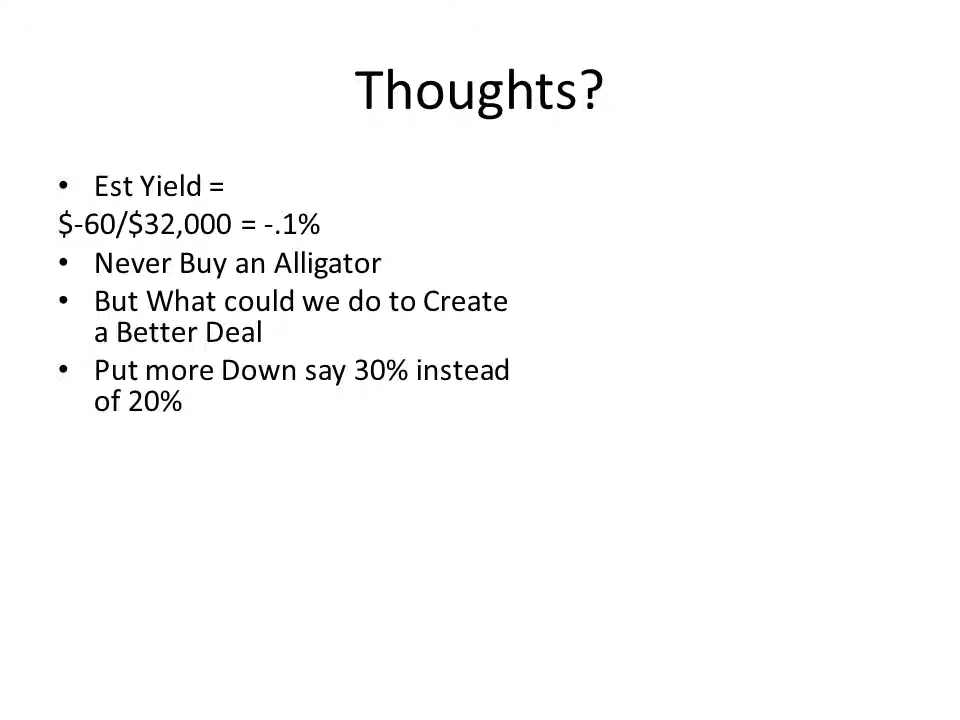 Thoughts?
• Est Yield =
$-60/$32,000 = -.1%
• Never Buy an Alligator
• But What could we do to Create
a Better Deal
• Put more Down say 30% instead
of 20%